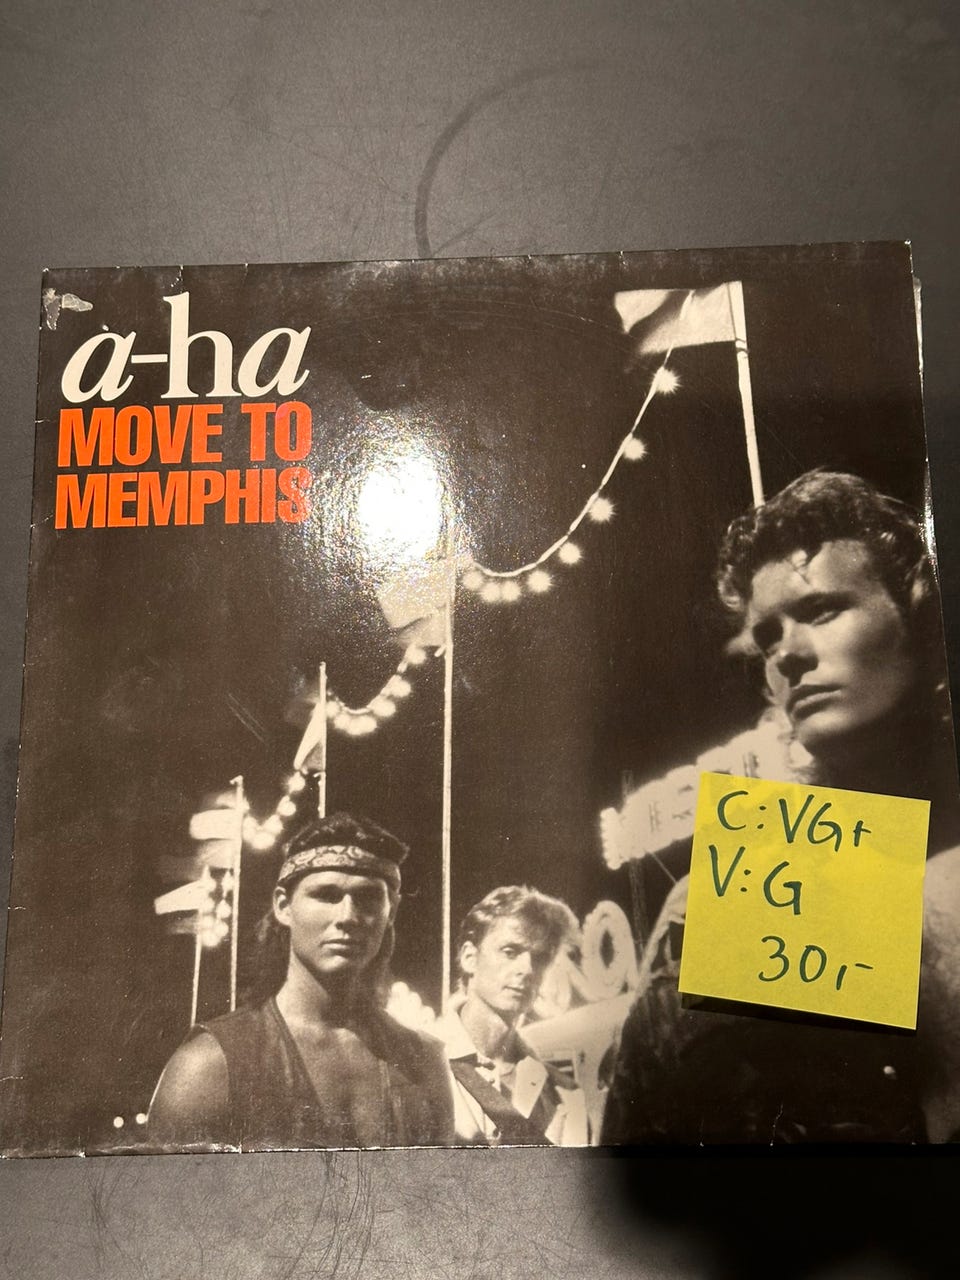 a-ha
MOVE TO
MEMPHIS
C: VG+
V: G
30,-